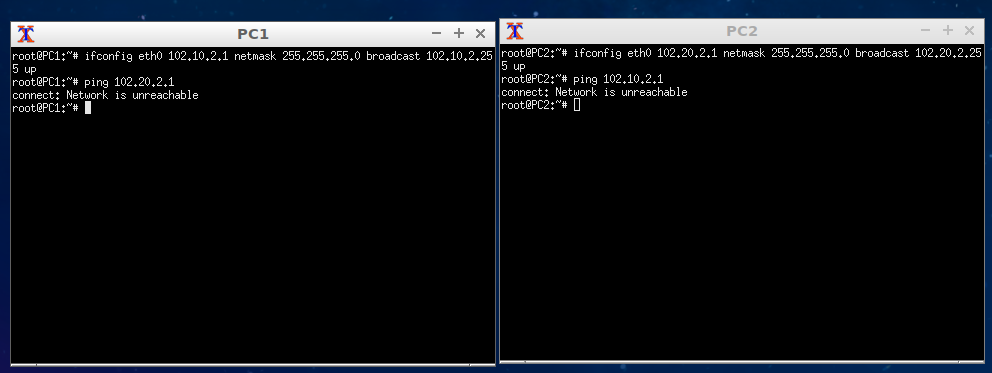 PC1
root@PC1:~# ifconfig eth0 102.10.2.1 netmask 255.255.255.0 broadcast 102.10.2.25
5 up
root@PC1:~# ping 102.20.2.1
connect: Network is unreachable
root@PC1:~#
PC2
root@PC2:~# ifconfig eth0 102.20.2.1 netmask 255.255.255.0 broadcast 102.20.2.25
5 up
root@PC2:~# ping 102.10.2.1
connect: Network is unreachable
root@PC2:~#